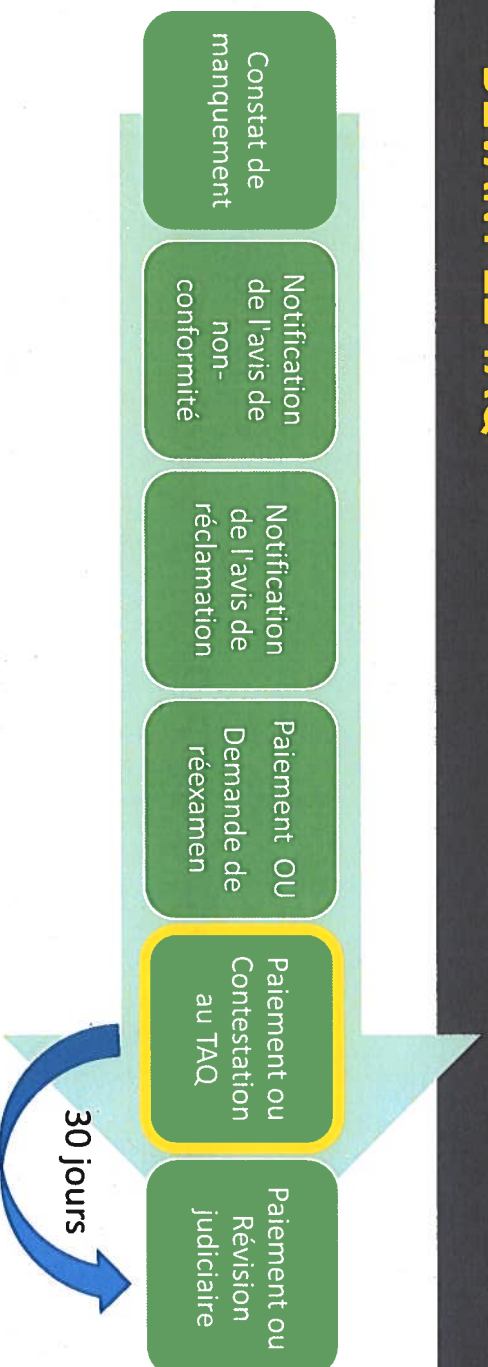 Constat de
manquement
Notification
de l'avis de
non-
conformité
Notification
de l'avis de
réclamation
Paiement OU
Demande de
réexamen
Paiement ou
Contestation
au TAQ
Paiement ou
Révision
judiciaire
30 jours